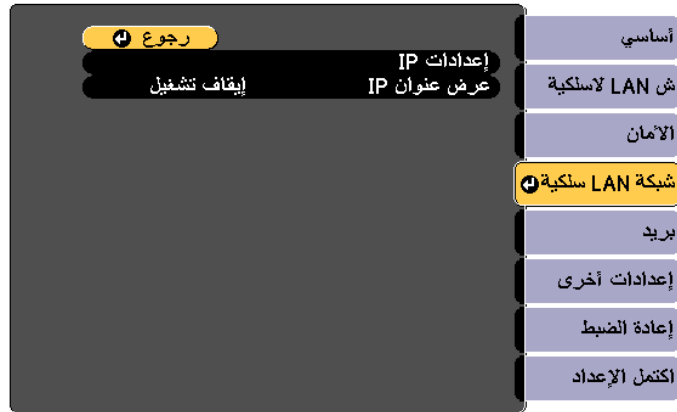 أساسي
ش LAN لاسلكية
الأمان
شبكة LAN سلكية
بريد
إعدادات أخرى
إعادة الضبط
اكتمل الإعداد
رجوع
إعدادات IP
عرض عنوان IP إيقاف تشغيل